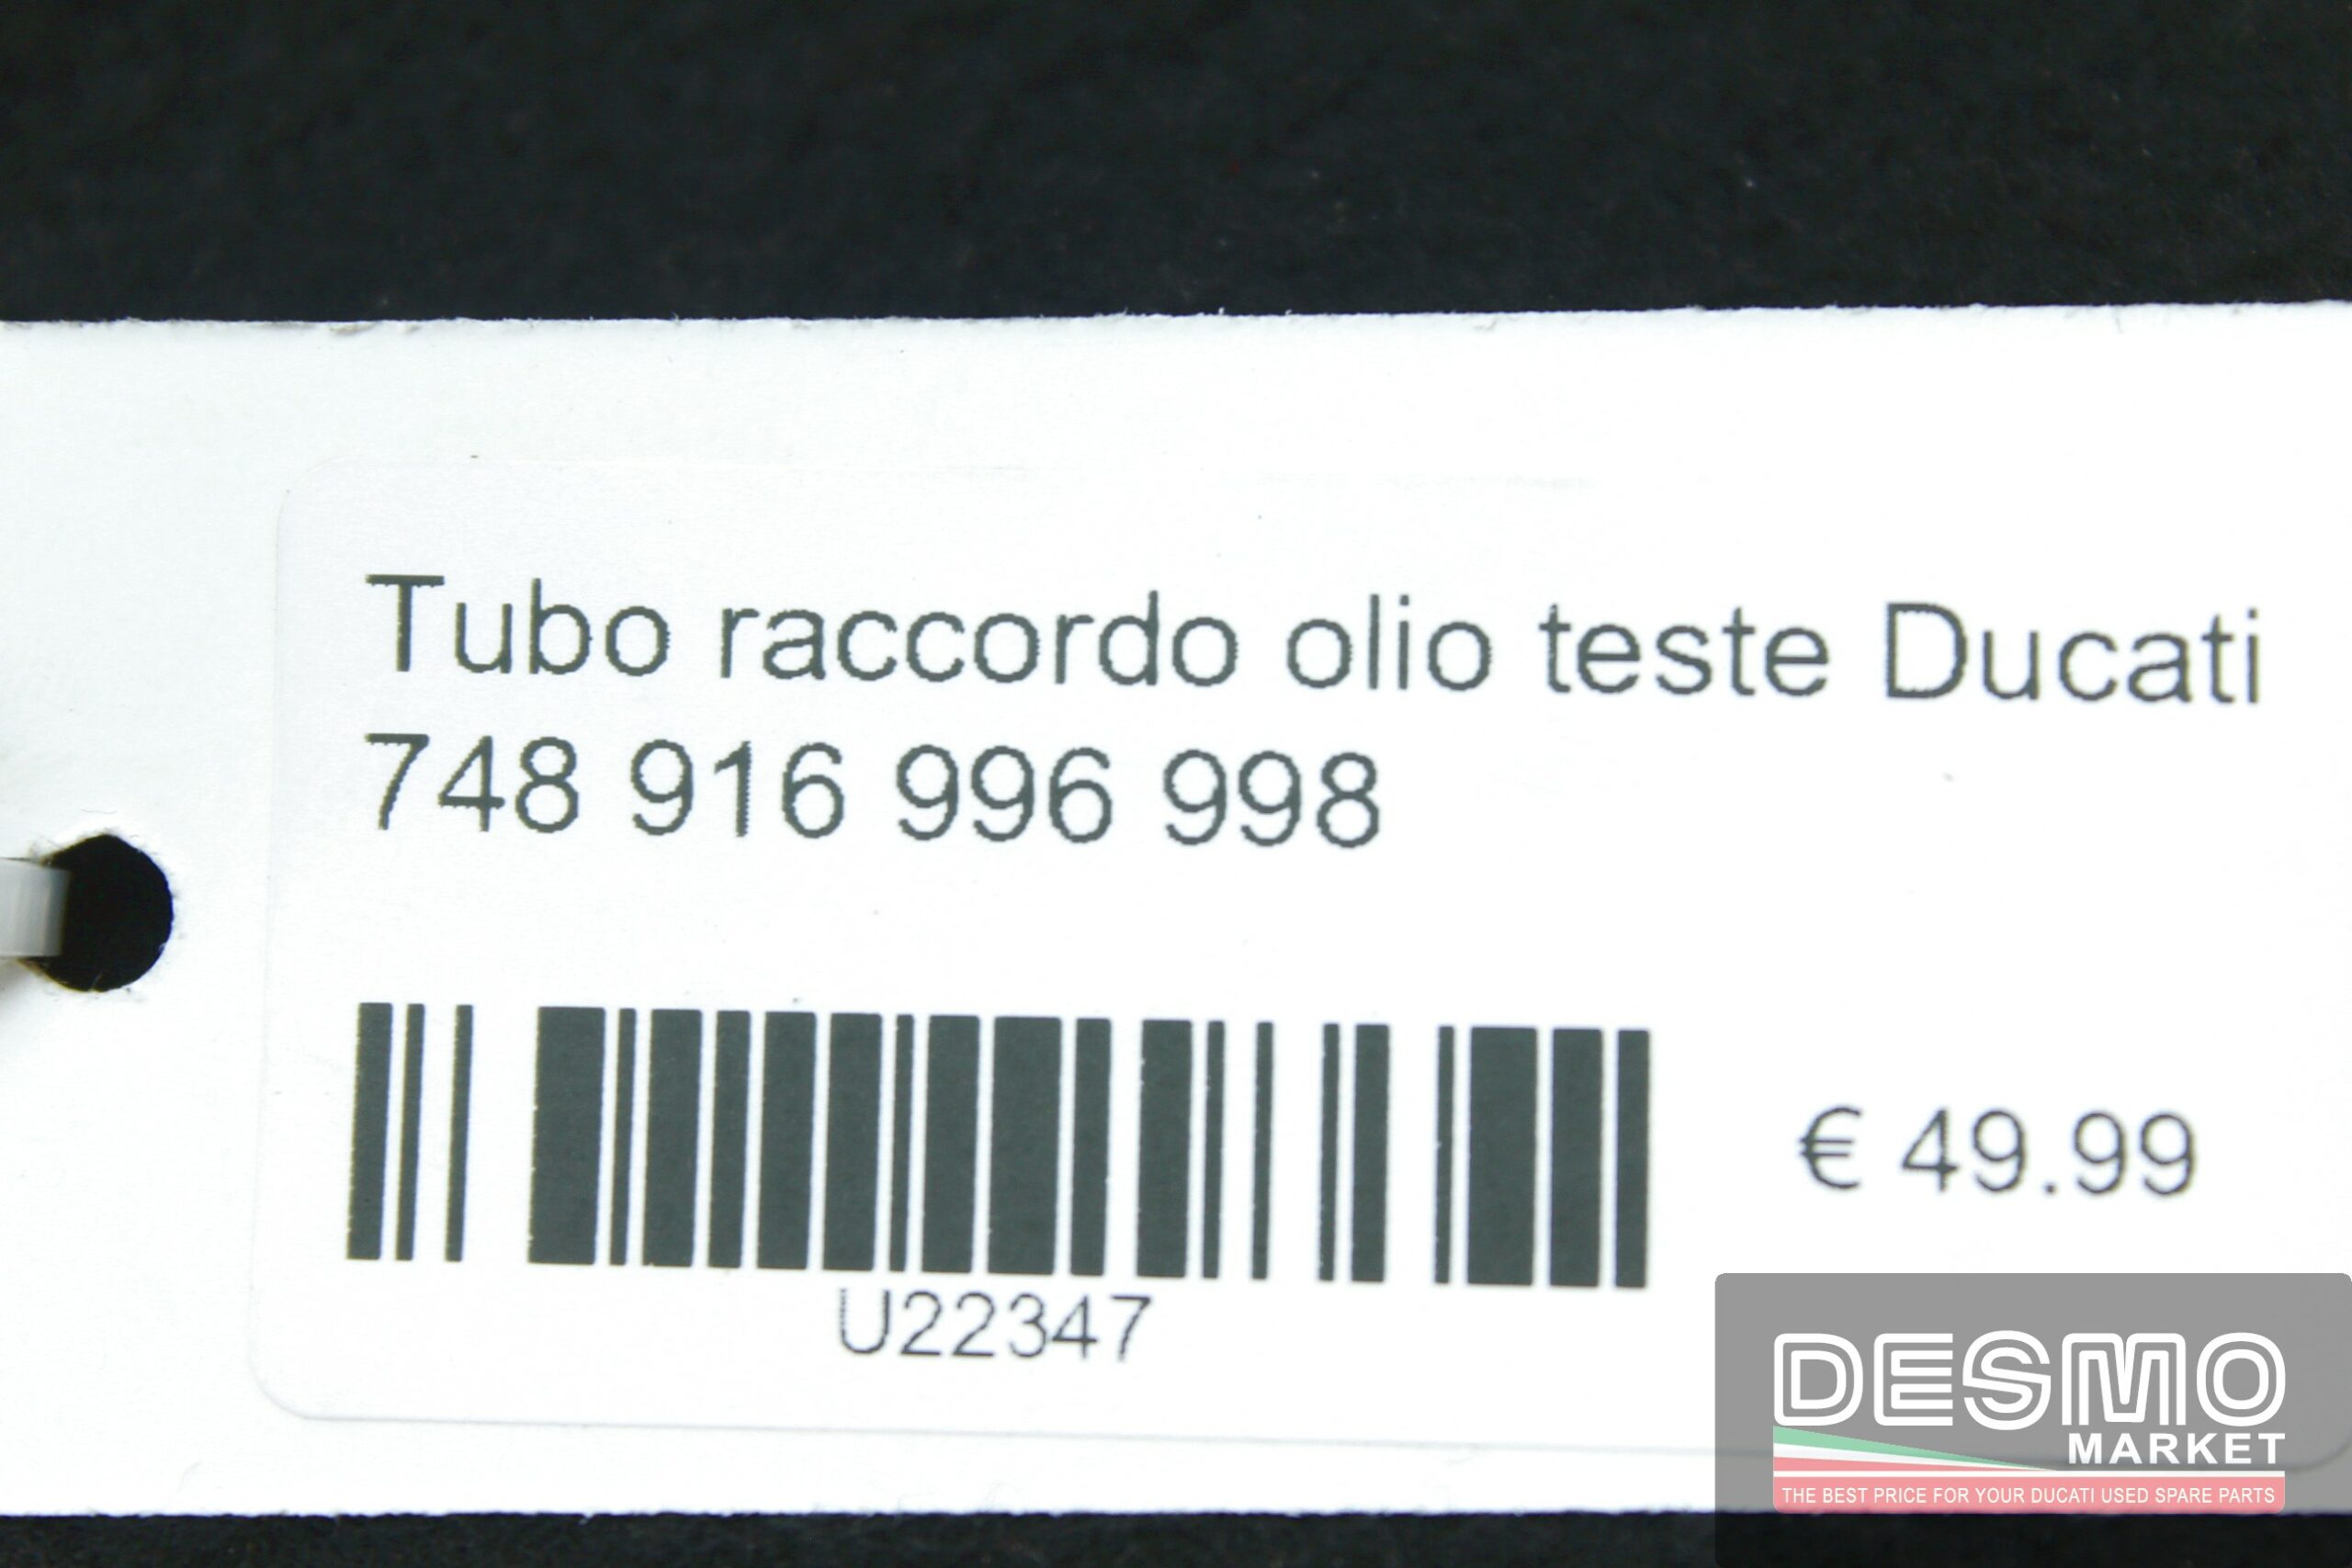 Tubo raccordo olio teste Ducati
748 916 996 998
€ 49.99
U22347
DESMO
MARKET
THE BEST PRICE FOR YOUR DUCATI USED SPARE PARTS